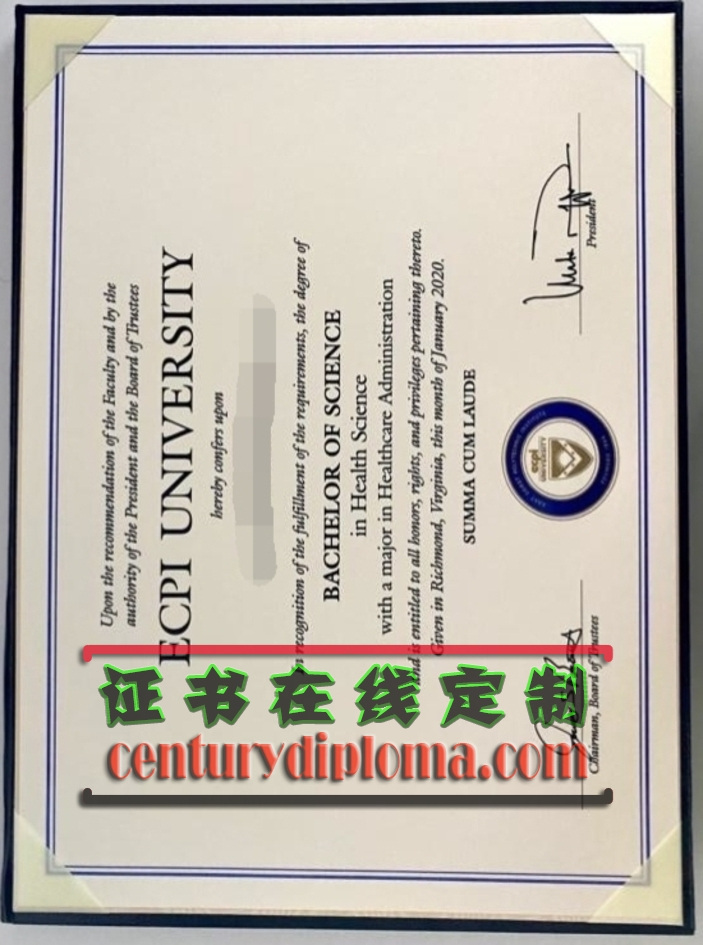 Upon the recommendation of the Faculty and by the
authority of the President and the Board of Trustees
ECPI UNIVERSITY
hereby confers upon
In recognition of the fulfillment of the requirements, the degree of
BACHELOR OF SCIENCE
in Health Science
with a major in Healthcare Administration
and is entitled to all honors, rights, and privileges pertaining thereto.
Given in Richmond, Virginia, this month of January 2020.
SUMMA CUM LAUDE
Chairman, Board of Trustees
ecpi
UNIVERSITY
President
证书在线定制
centurydiploma.com